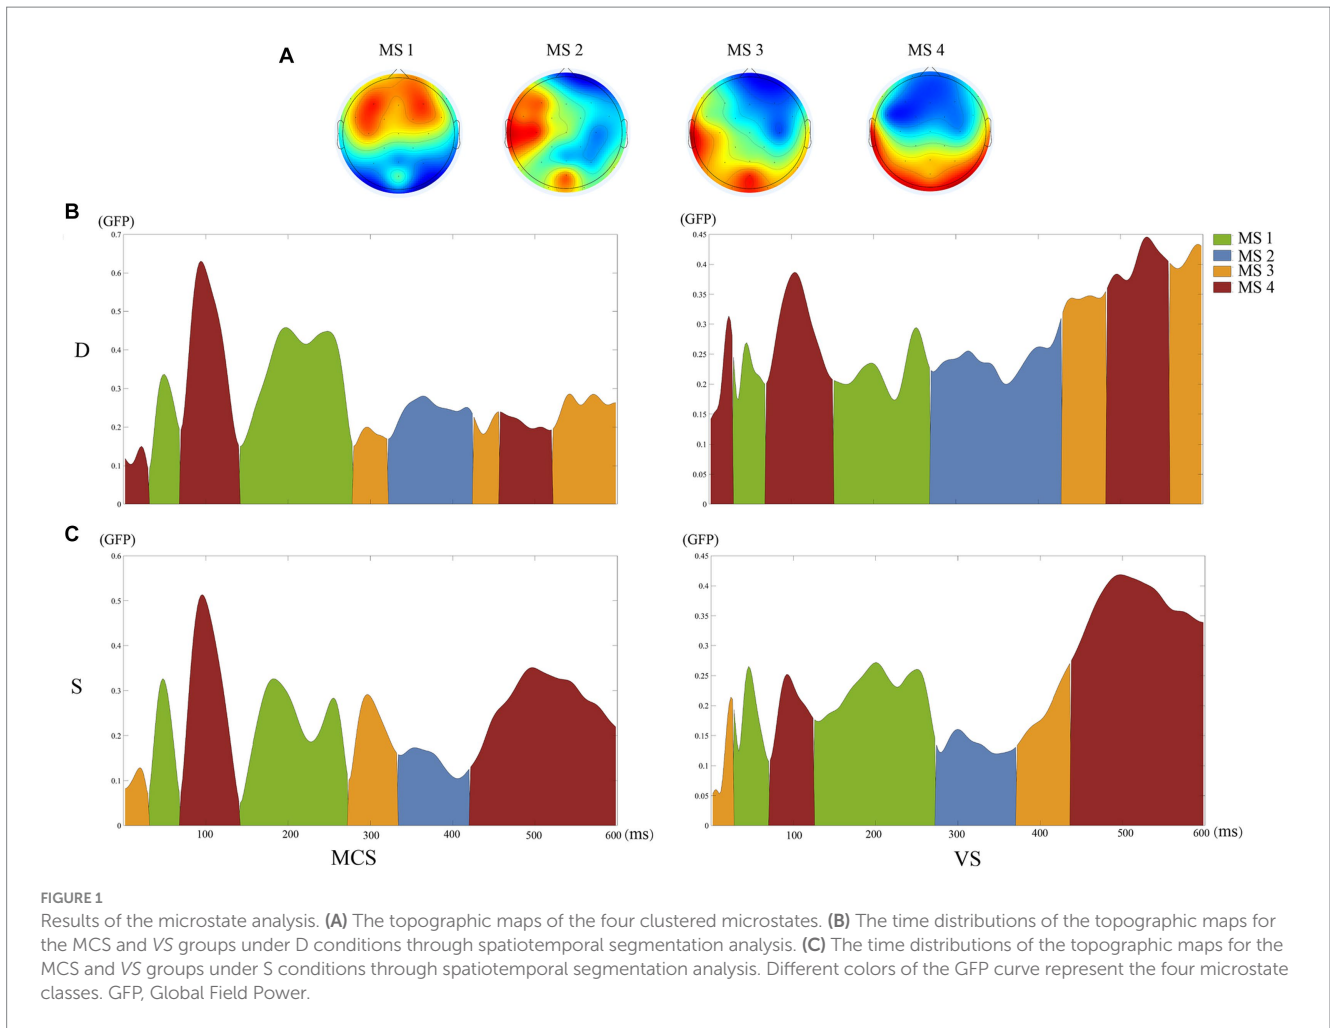 A
MS 1
MS 2
MS 3
MS 4
B
(GFP)
0.7
0.6
0.5
0.4
0.3
0.2
0.1
0
D
(GFP)
0.45
0.4
0.35
0.3
0.25
0.2
0.15
0.1
0.05
0
MS 1
MS 2
MS 3
MS 4
C
(GFP)
0.6
0.5
0.4
0.3
0.2
0.1
0
S
100
200
300
400
500
600 (ms)
MCS
(GFP)
0.45
0.4
0.35
0.3
0.25
0.2
0.15
0.1
0.05
0
100
200
300
400
500
600 (ms)
VS
FIGURE 1
Results of the microstate analysis. (A) The topographic maps of the four clustered microstates. (B) The time distributions of the topographic maps for
the MCS and VS groups under D conditions through spatiotemporal segmentation analysis. (C) The time distributions of the topographic maps for the
MCS and VS groups under S conditions through spatiotemporal segmentation analysis. Different colors of the GFP curve represent the four microstate
classes. GFP, Global Field Power.